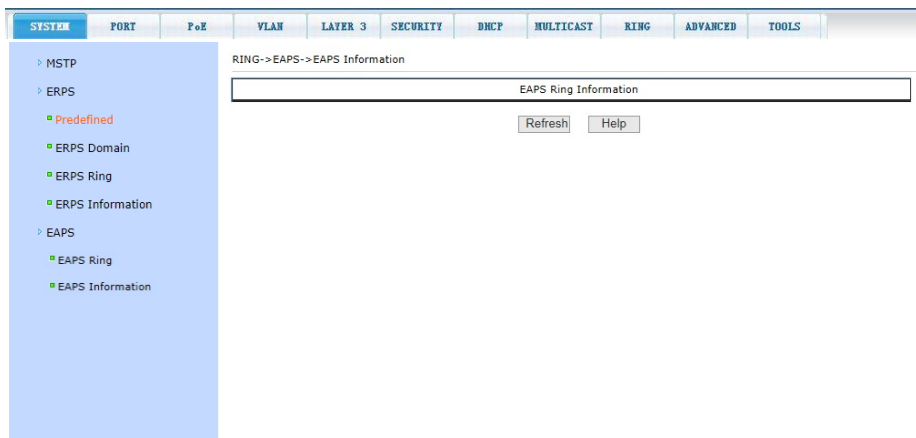 SYSTEM PORT PoE VLAN LAYER 3 SECURITY DHCP MULTICAST RING ADVANCED TOOLS
MSTP
ERPS
Predefined
ERPS Domain
ERPS Ring
ERPS Information
EAPS
EAPS Ring
EAPS Information
RING->EAPS->EAPS Information
EAPS Ring Information
Refresh Help